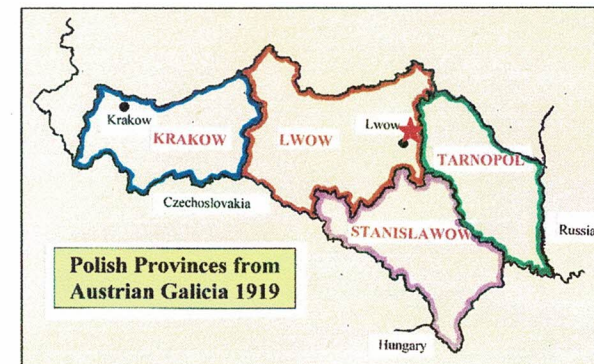 Krakow
KRAKOW
LWOW
Lwow
TARNOPOL
Czechoslovakia
STANISLAWOW
Russia
Polish Provinces from
Austrian Galicia 1919
Hungary